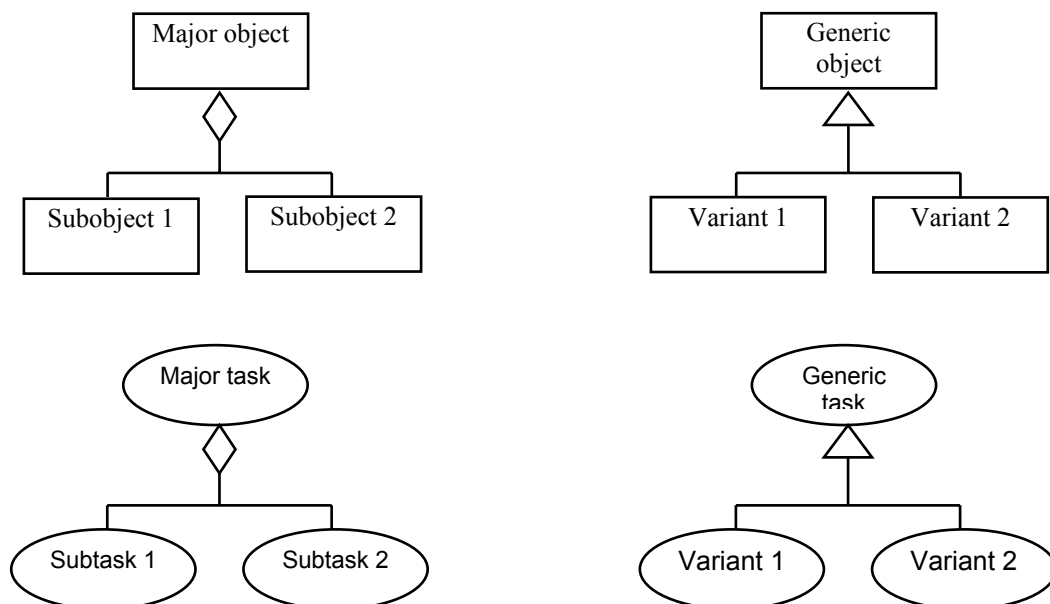 Major object
Generic
object
Subobject 1
Subobject 2
Variant 1
Variant 2
Major task
Generic
task
Subtask 1
Subtask 2
Variant 1
Variant 2